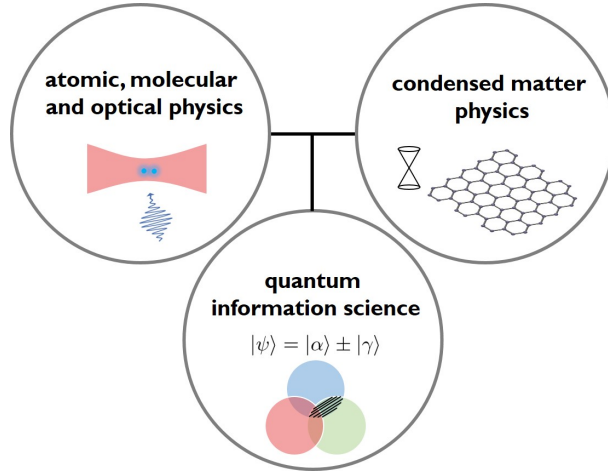 atomic, molecular
and optical physics
condensed matter
physics
quantum
information science
|ψ⟩ = |α⟩ ± |γ⟩